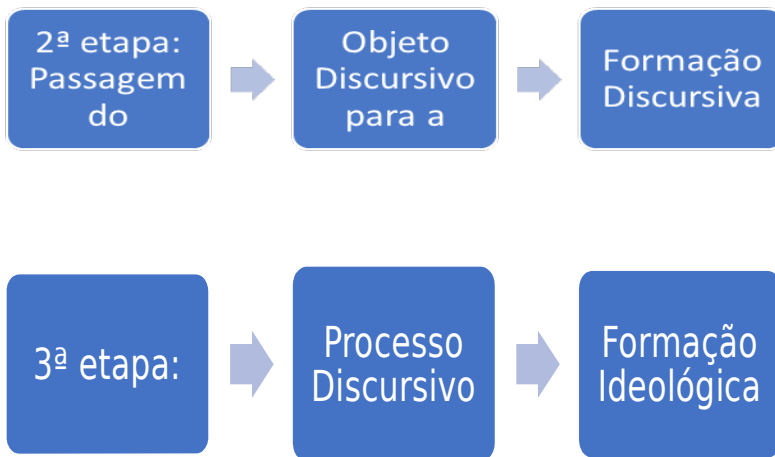 2ª etapa:
Passagem
do
Objeto
Discursivo
para a
Formação
Discursiva
3ª etapa:
Processo
Discursivo
Formação
Ideológica